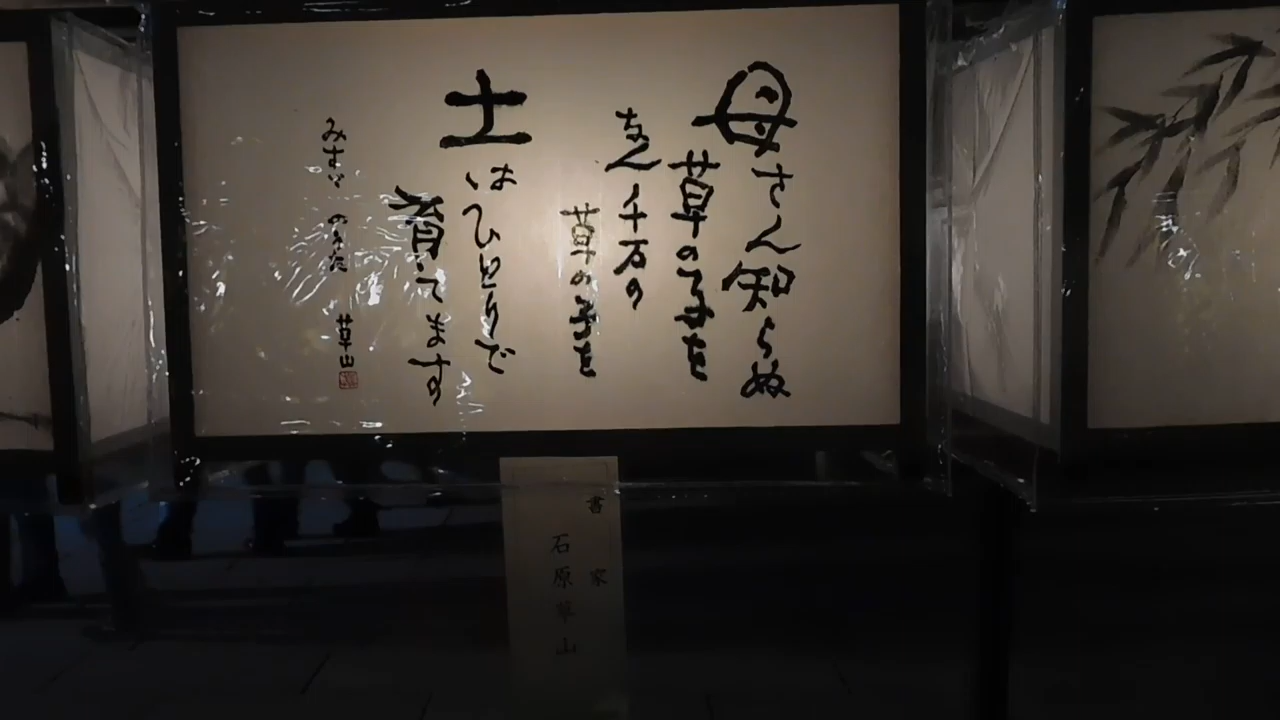 母さん知らぬ
草の子を
なん千万の
草の子を
土はひとりで
育てます
みすゞ のうた
草山
書家
石原草山